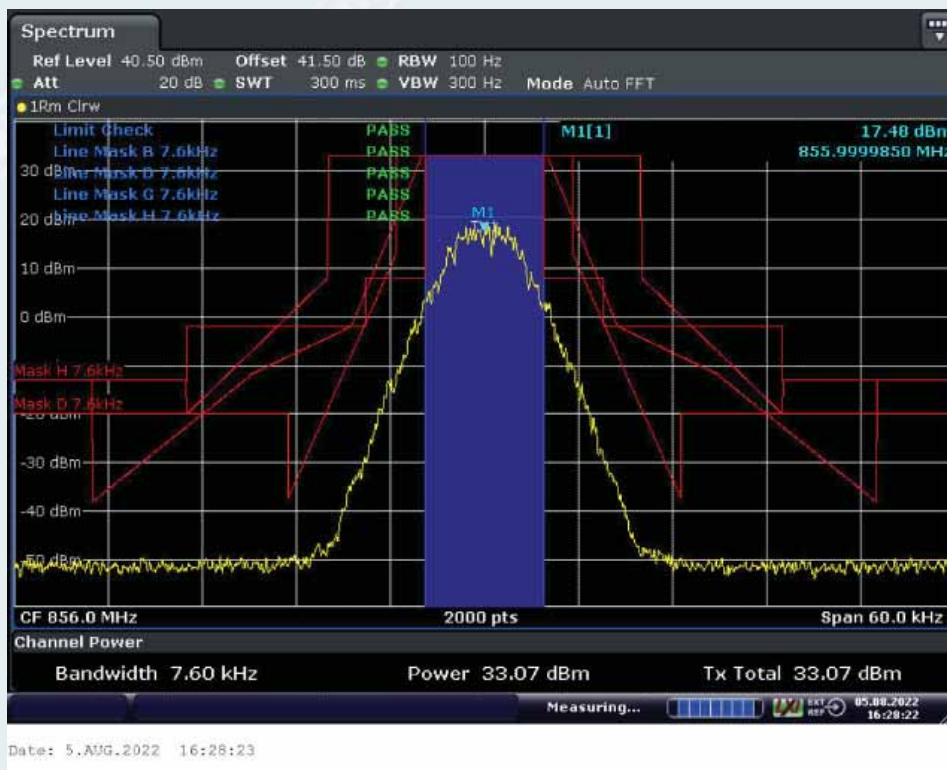 Spectrum
Ref Level 40.50 dBm Offset 41.50 dB RBW 100 Hz
Att 20 dB SWT 300 ms VBW 300 Hz Mode Auto FFT
1Rm Clrw
Limit Check PASS M1[1] 17.48 dBm
Line Mask B 7.6kHz PASS 855.9999850 MHz
30 dBm Line Mask D 7.6kHz PASS
Line Mask G 7.6kHz PASS
20 dBm Line Mask H 7.6kHz PASS
M1
10 dBm
0 dBm
Mask H 7.6kHz
Mask D 7.6kHz
-20 dBm
-30 dBm
-40 dBm
-50 dBm
CF 856.0 MHz 2000 pts Span 60.0 kHz
Channel Power
Bandwidth 7.60 kHz Power 33.07 dBm Tx Total 33.07 dBm
Measuring... EXT REF 05.08.2022
16:28:22
Date: 5.AUG.2022 16:28:23